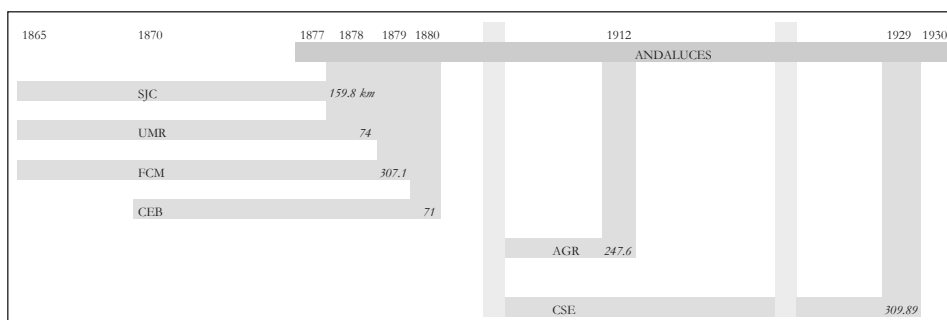 1865 1870 1877 1878 1879 1880 1912 1929 1930
ANDALUCES
SJC 159.8 km
UMR 74
FCM 307.1
CEB 71
AGR 247.6
CSE 309.89